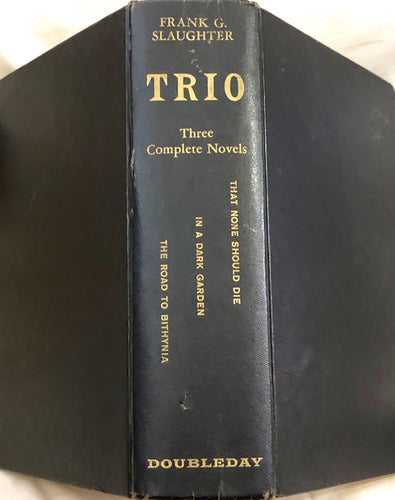 FRANK G.
SLAUGHTER
TRIO
Three
Complete Novels
THAT NONE SHOULD DIE
IN A DARK GARDEN
THE ROAD TO BITHYNIA
DOUBLEDAY